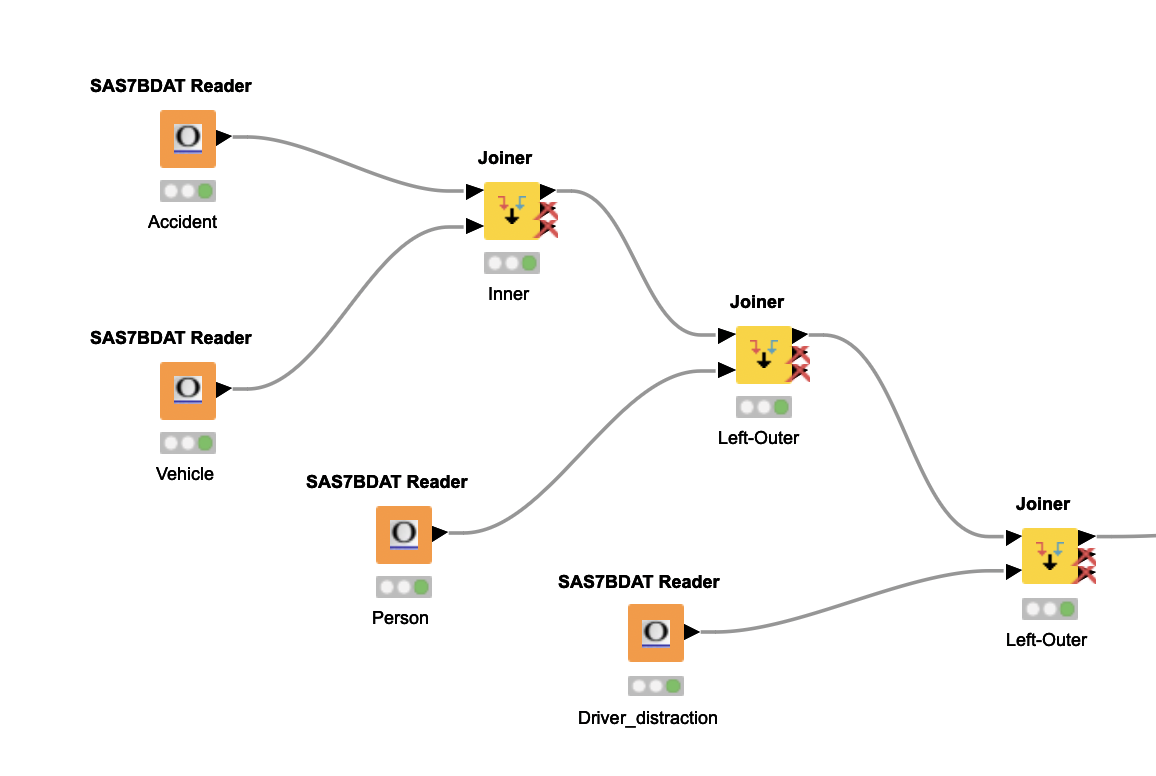 SAS7BDAT Reader
O
Accident
Joiner
Inner
SAS7BDAT Reader
O
Vehicle
Joiner
Left-Outer
SAS7BDAT Reader
O
Person
Joiner
Left-Outer
SAS7BDAT Reader
O
Driver_distraction